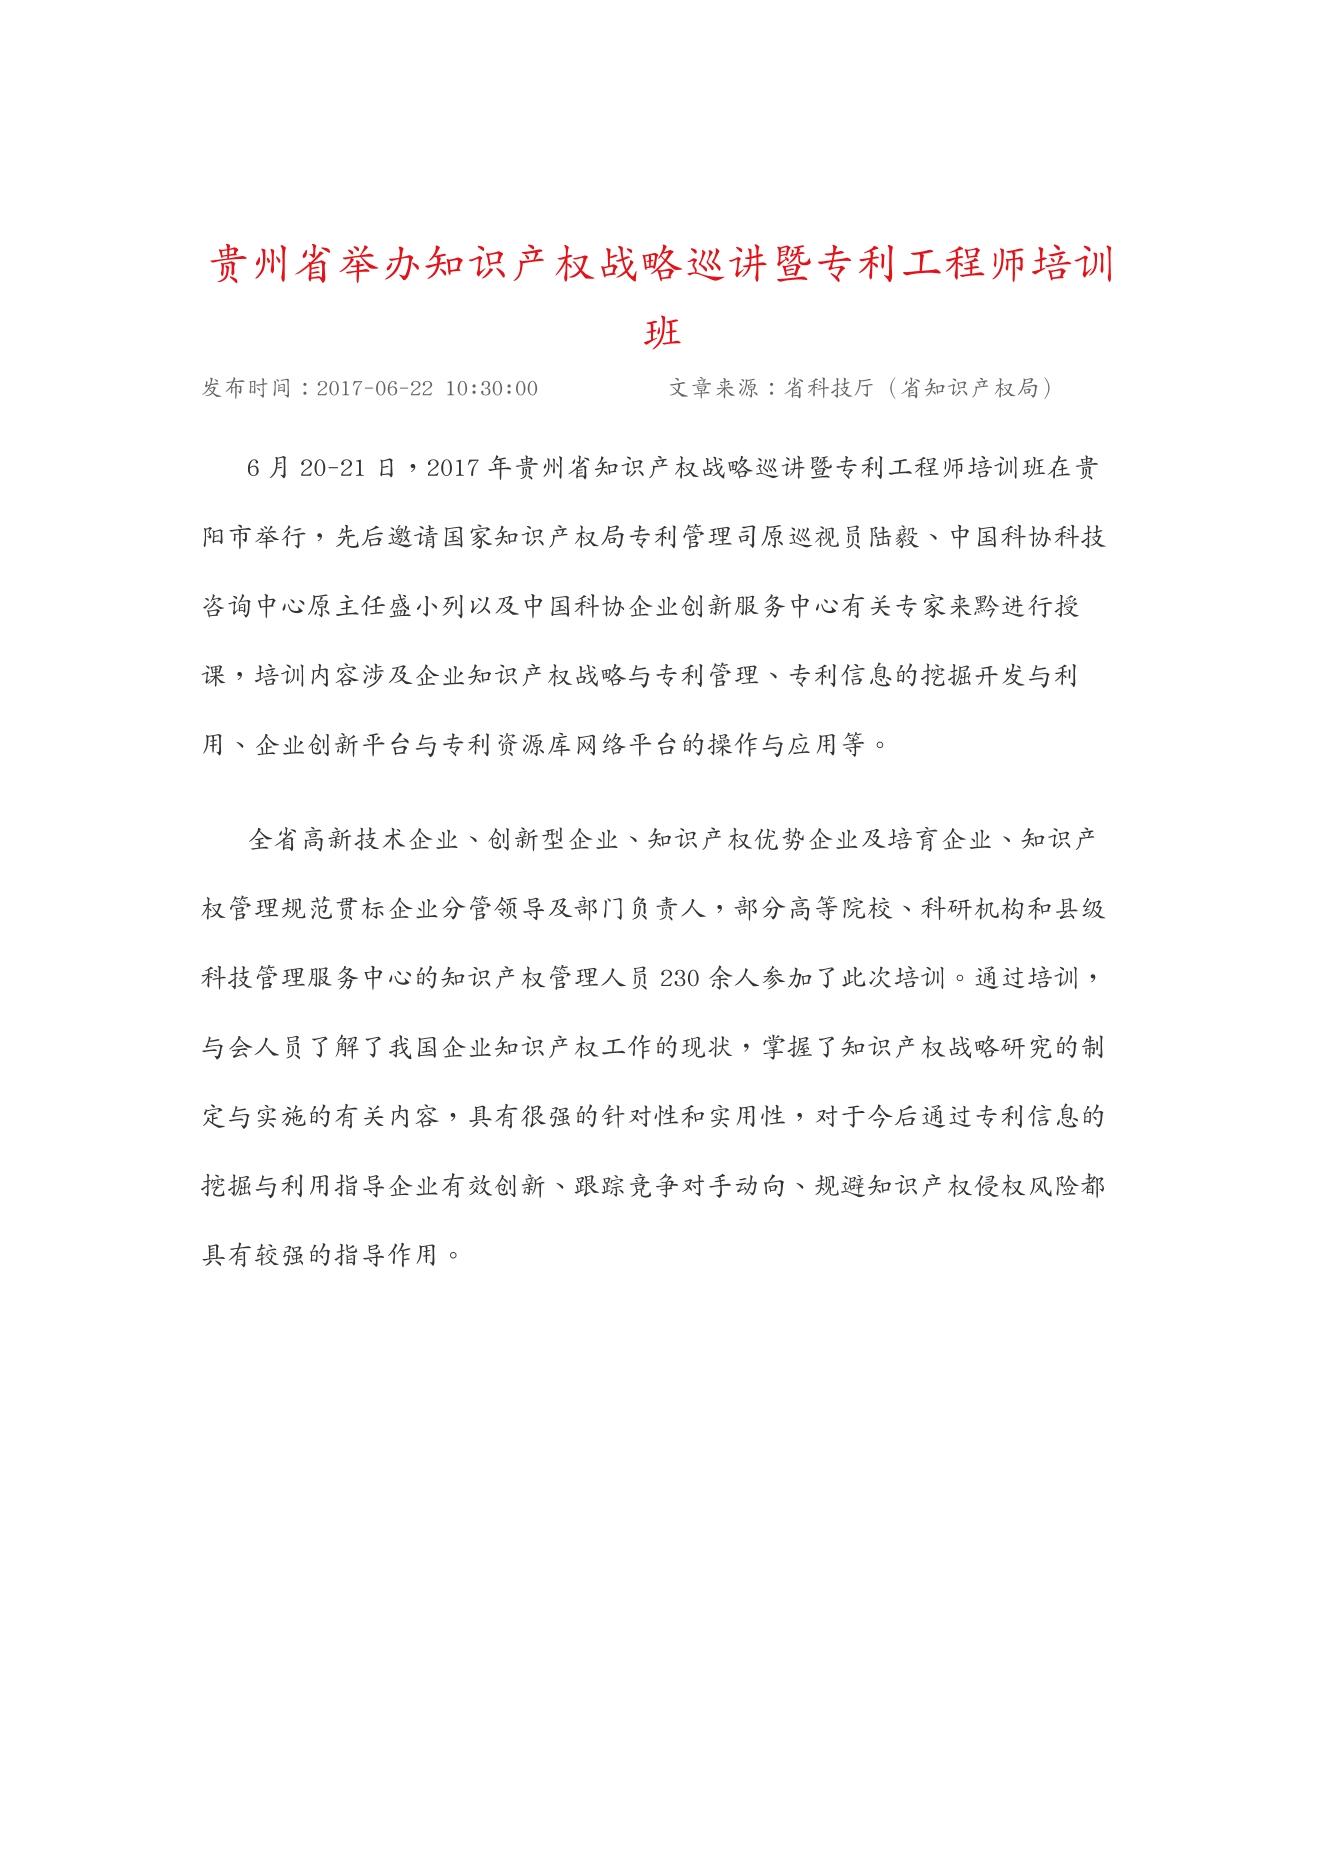 贵州省举办知识产权战略巡讲暨专利工程师培训
班
发布时间：2017-06-22 10:30:00 文章来源：省科技厅（省知识产权局）
6 月 20-21 日，2017 年贵州省知识产权战略巡讲暨专利工程师培训班在贵
阳市举行，先后邀请国家知识产权局专利管理司原巡视员陆毅、中国科协科技
咨询中心原主任盛小列以及中国科协企业创新服务中心有关专家来黔进行授
课，培训内容涉及企业知识产权战略与专利管理、专利信息的挖掘开发与利
用、企业创新平台与专利资源库网络平台的操作与应用等。
全省高新技术企业、创新型企业、知识产权优势企业及培育企业、知识产
权管理规范贯标企业分管领导及部门负责人，部分高等院校、科研机构和县级
科技管理服务中心的知识产权管理人员 230 余人参加了此次培训。通过培训，
与会人员了解了我国企业知识产权工作的现状，掌握了知识产权战略研究的制
定与实施的有关内容，具有很强的针对性和实用性，对于今后通过专利信息的
挖掘与利用指导企业有效创新、跟踪竞争对手动向、规避知识产权侵权风险都
具有较强的指导作用。